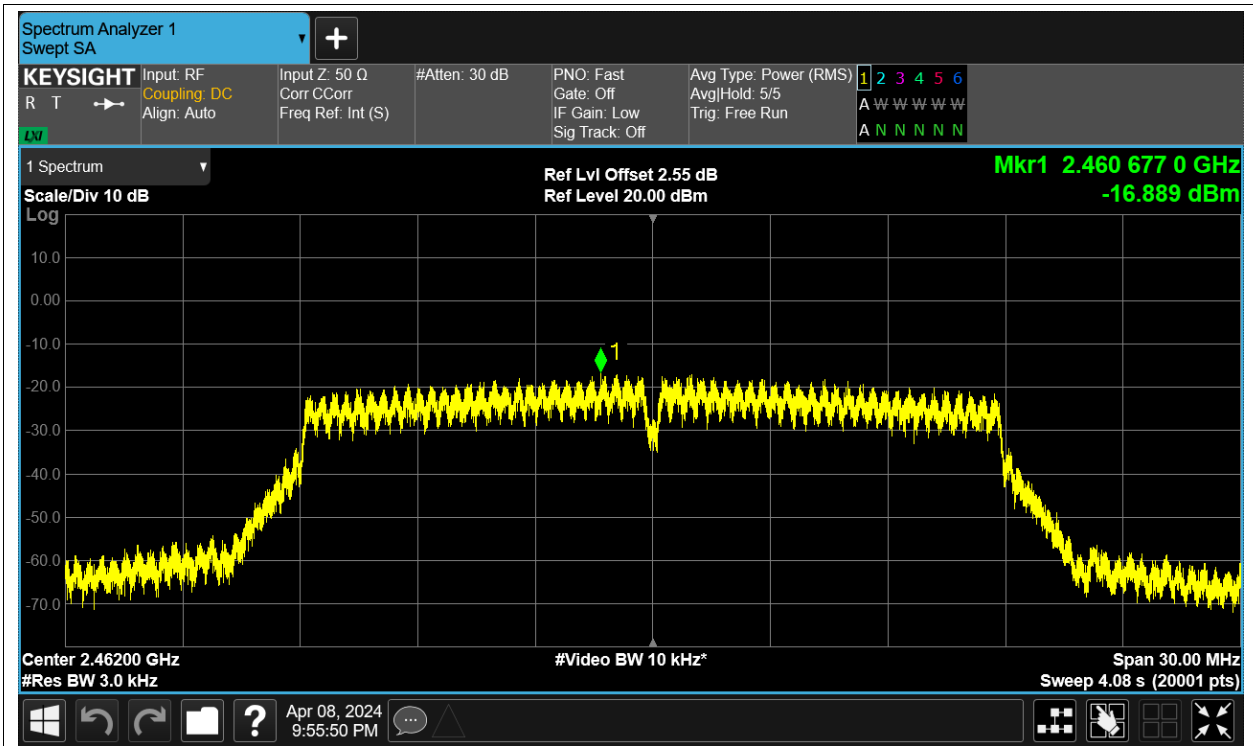 Spectrum Analyzer 1
Swept SA
KEYSIGHT
R T
LXI
Input: RF
Coupling: DC
Align: Auto
Input Z: 50 Ω
Corr CCorr
Freq Ref: Int (S)
#Atten: 30 dB
PNO: Fast
Gate: Off
IF Gain: Low
Sig Track: Off
Avg Type: Power (RMS)
Avg|Hold: 5/5
Trig: Free Run
1 2 3 4 5 6
A W W W W W
A N N N N N
1 Spectrum
Scale/Div 10 dB
Log
Ref Lvl Offset 2.55 dB
Ref Level 20.00 dBm
Mkr1 2.460 677 0 GHz
-16.889 dBm
10.0
0.00
-10.0
1
-20.0
-30.0
-40.0
-50.0
-60.0
-70.0
Center 2.46200 GHz
#Video BW 10 kHz*
Span 30.00 MHz
#Res BW 3.0 kHz
Sweep 4.08 s (20001 pts)
?
Apr 08, 2024
9:55:50 PM